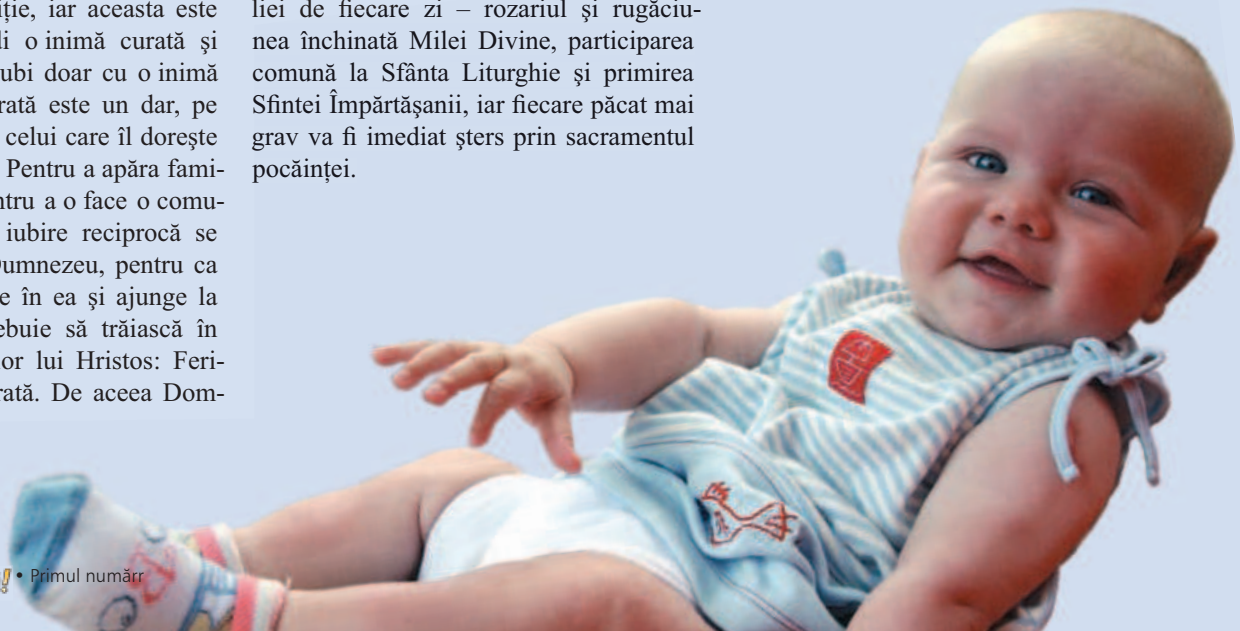 ție, iar aceasta este
di o inimă curată și
ubi doar cu o inimă
rată este un dar, pe
celui care îl dorește
Pentru a apăra fami-
ntru a o face o comu-
iubire reciprocă se
Dumnezeu, pentru ca
e în ea și ajunge la
ebuie să trăiască în
or lui Hristos: Feri-
rată. De aceea Dom-
liei de fiecare zi – rozariul și rugăciu-
nea închinată Milei Divine, participarea
comună la Sfânta Liturghie și primirea
Sfintei Împărtășanii, iar fiecare păcat mai
grav va fi imediat șters prin sacramentul
pocăinței.
! • Primul numărr